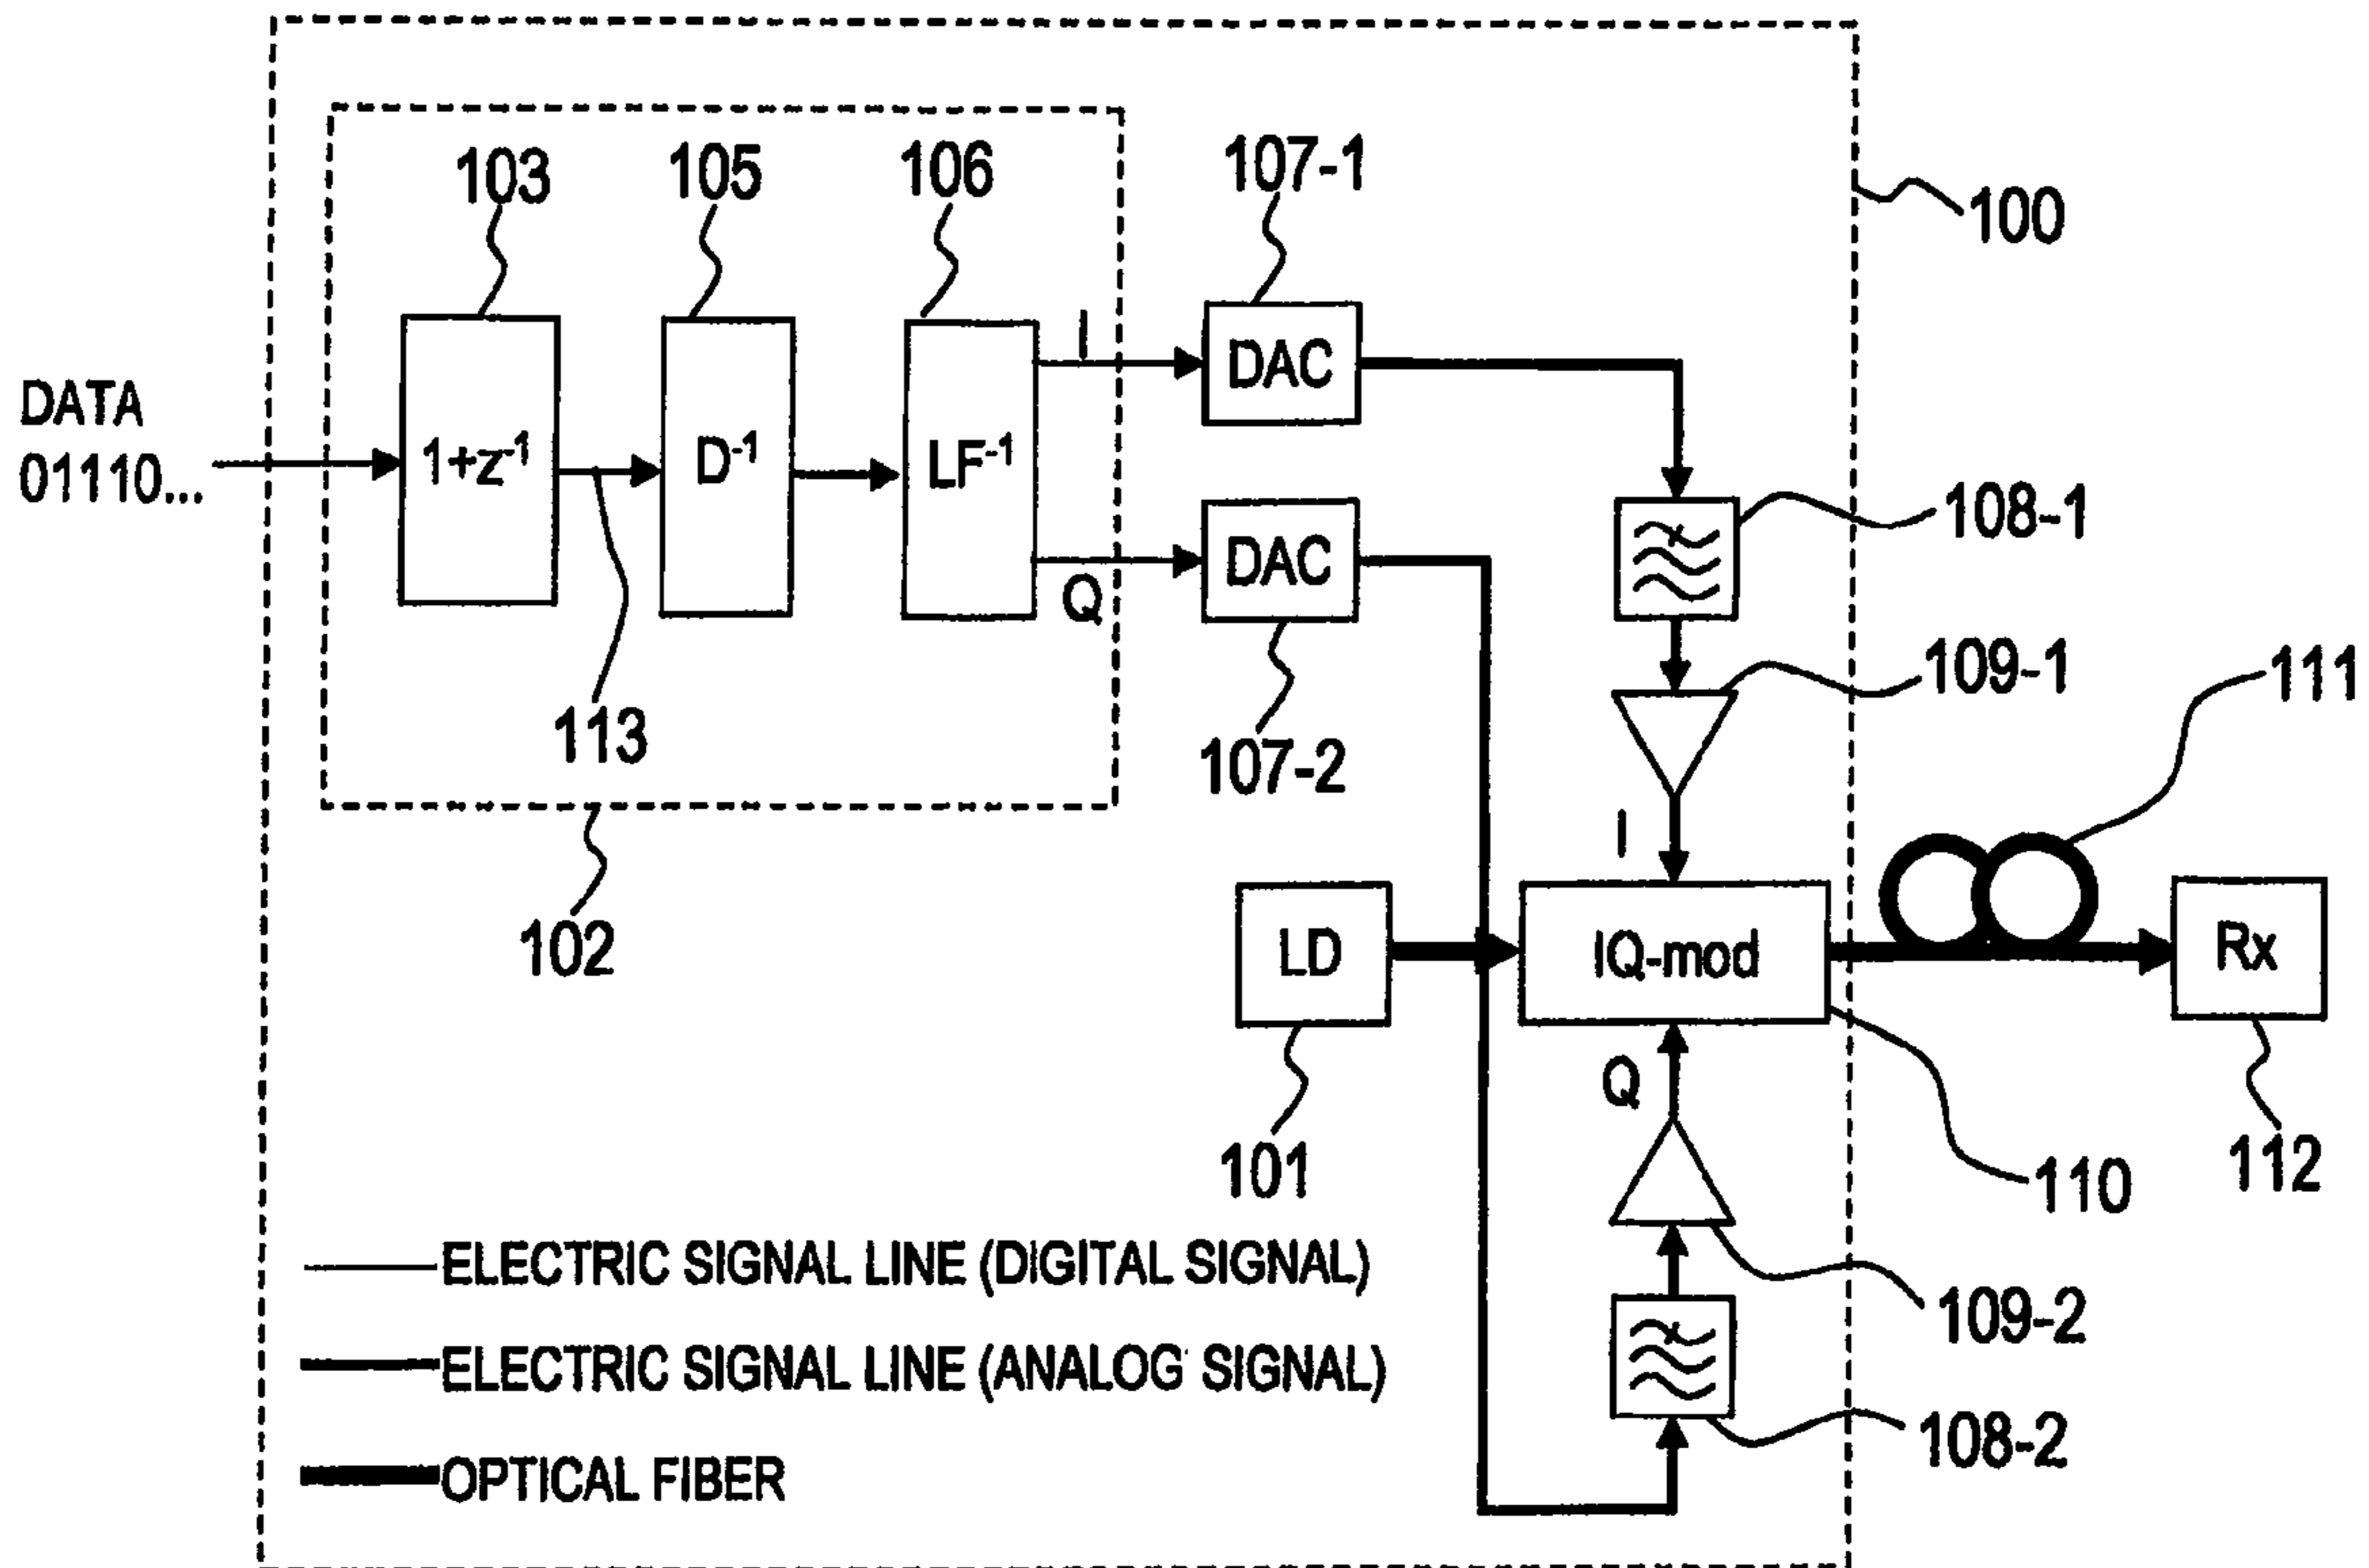 103
105
106
107-1
100
DATA
01110...
1+z⁻¹
D⁻¹
LF⁻¹
I
DAC
Q
DAC
108-1
109-1
111
113
107-2
102
I
LD
IQ-mod
Rx
Q
101
110
112
109-2
108-2
ELECTRIC SIGNAL LINE (DIGITAL SIGNAL)
ELECTRIC SIGNAL LINE (ANALOG SIGNAL)
OPTICAL FIBER